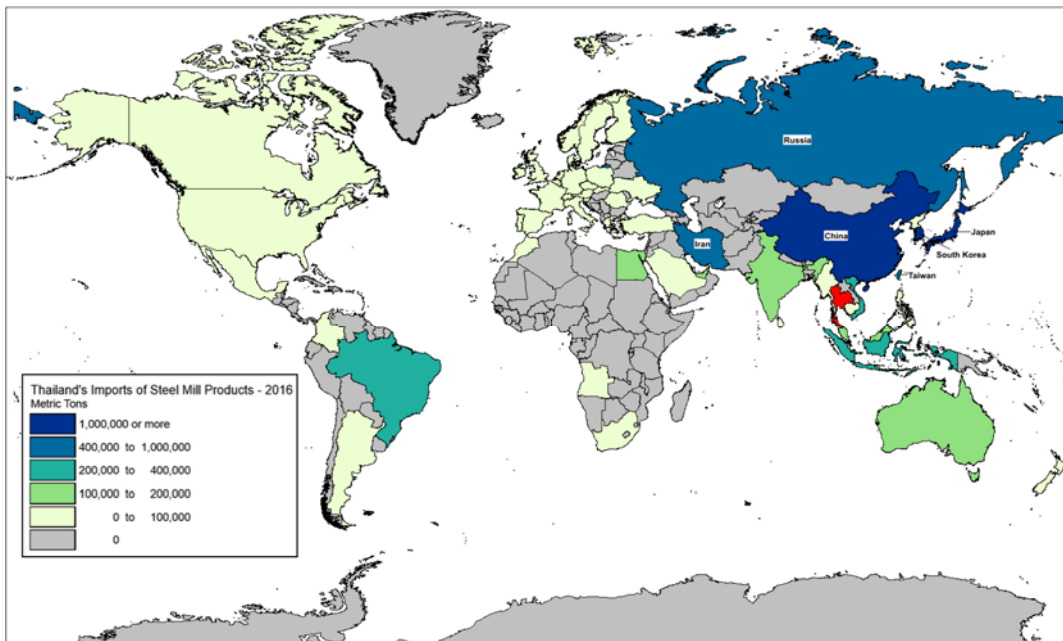 Russia
China
Iran
Japan
South Korea
Taiwan
Thailand's Imports of Steel Mill Products - 2016
Metric Tons
1,000,000 or more
400,000 to 1,000,000
200,000 to 400,000
100,000 to 200,000
0 to 100,000
0